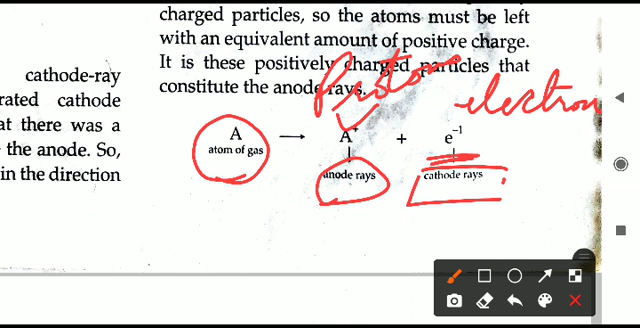 charged particles, so the atoms must be left
with an equivalent amount of positive charge.
It is these positively charged particles that
constitute the anode rays.
cathode-ray
rated cathode
at there was a
the anode. So,
in the direction
Protons
electron
A → A⁺ + e⁻¹
atom of gas
anode rays
cathode rays